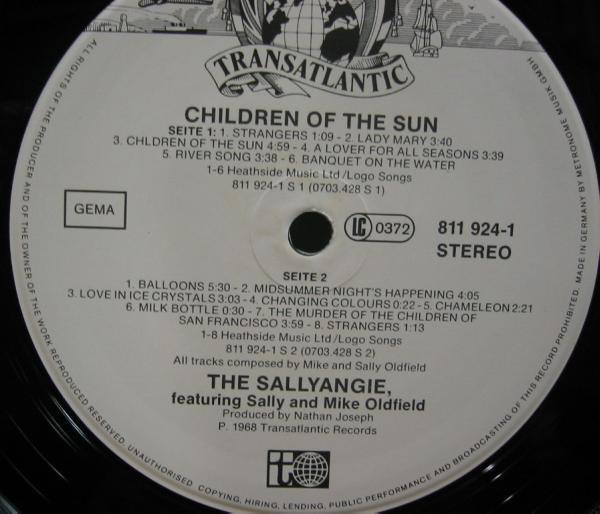 TRANSATLANTIC
CHILDREN OF THE SUN
SEITE 1: 1. STRANGERS 1:09 - 2. LADY MARY 3:40
3. CHLDREN OF THE SUN 4:59 - 4. A LOVER FOR ALL SEASONS 3:39
5. RIVER SONG 3:38 - 6. BANQUET ON THE WATER
1-6 Heathside Music Ltd/Logo Songs
811 924-1 S 1 (0703.428 S 1)
GEMA
LC 0372
811 924-1
STEREO
SEITE 2
1. BALLOONS 5:30 - 2. MIDSUMMER NIGHT'S HAPPENING 4:05
3. LOVE IN ICE CRYSTALS 3:03 - 4. CHANGING COLOURS 0:22 - 5. CHAMELEON 2:21
6. MILK BOTTLE 0:30 - 7. THE MURDER OF THE CHILDREN OF
SAN FRANCISCO 3:59 - 8. STRANGERS 1:13
1-8 Heathside Music Ltd./Logo Songs
811 924-1 S 2 (0703.428 S 2)
All tracks composed by Mike and Sally Oldfield
THE SALLYANGIE,
featuring Sally and Mike Oldfield
Produced by Nathan Joseph
P. 1968 Transatlantic Records
ALL RIGHTS OF THE PRODUCER AND OF THE OWNER OF THE WORK REPRODUCED RESERVED. UNAUTHORISED COPYING, HIRING, LENDING, PUBLIC PERFORMANCE AND BROADCASTING OF THIS RECORD PROHIBITED. MADE IN GERMANY BY METRONOME MUSIK GMBH